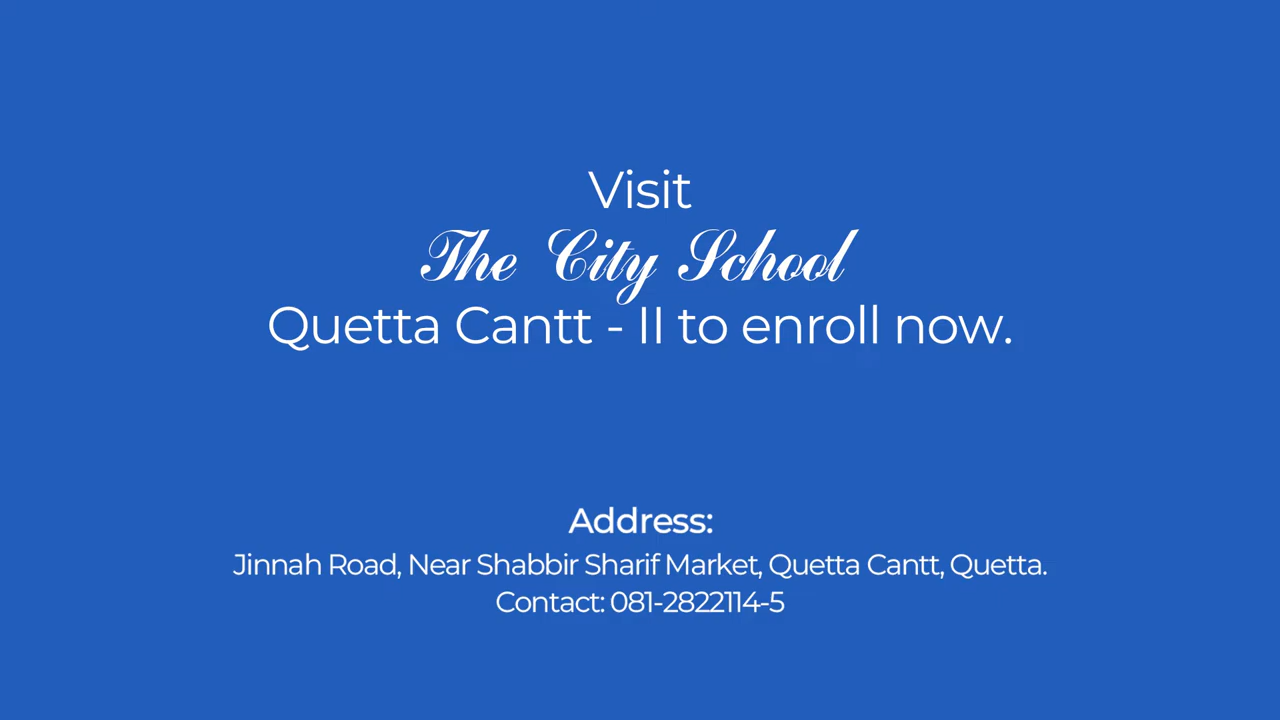 Visit
The City School
Quetta Cantt - II to enroll now.
Address:
Jinnah Road, Near Shabbir Sharif Market, Quetta Cantt, Quetta.
Contact: 081-2822114-5